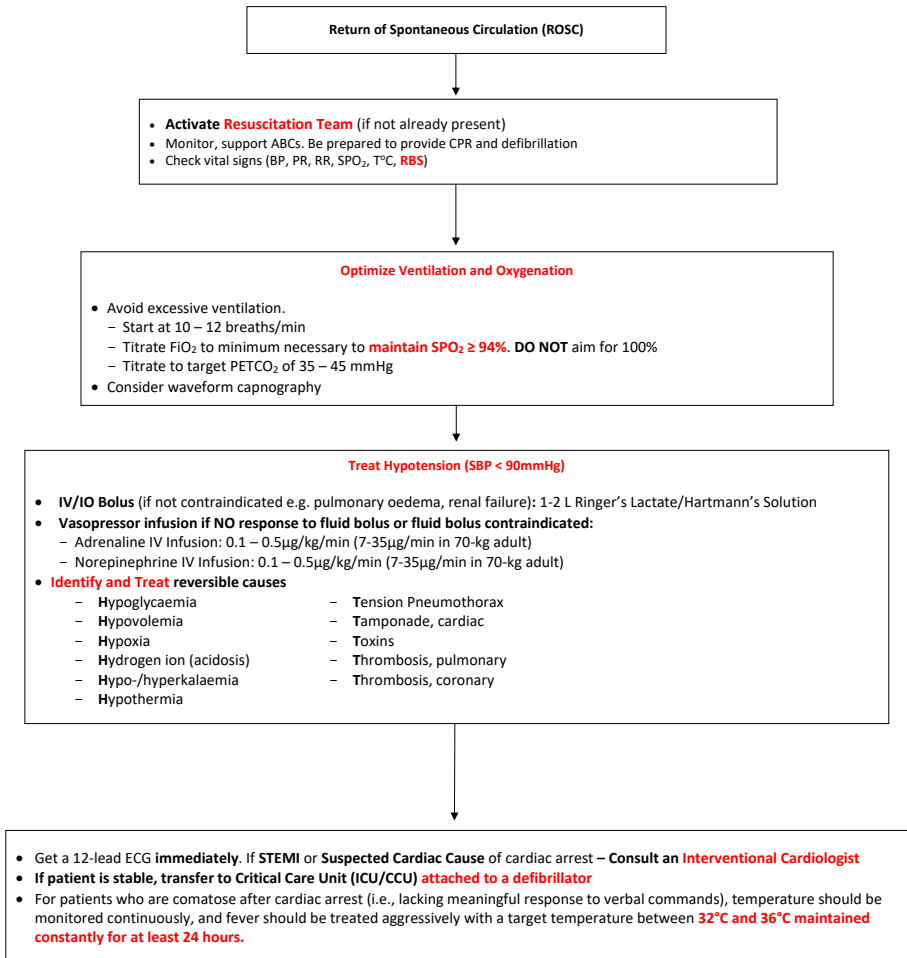 Return of Spontaneous Circulation (ROSC)
• Activate Resuscitation Team (if not already present)
• Monitor, support ABCs. Be prepared to provide CPR and defibrillation
• Check vital signs (BP, PR, RR, SPO₂, T°C, RBS)
Optimize Ventilation and Oxygenation
• Avoid excessive ventilation.
− Start at 10 – 12 breaths/min
− Titrate FiO₂ to minimum necessary to maintain SPO₂ ≥ 94%. DO NOT aim for 100%
− Titrate to target PETCO₂ of 35 – 45 mmHg
• Consider waveform capnography
Treat Hypotension (SBP < 90mmHg)
• IV/IO Bolus (if not contraindicated e.g. pulmonary oedema, renal failure): 1-2 L Ringer's Lactate/Hartmann's Solution
• Vasopressor infusion if NO response to fluid bolus or fluid bolus contraindicated:
− Adrenaline IV Infusion: 0.1 – 0.5µg/kg/min (7-35µg/min in 70-kg adult)
− Norepinephrine IV Infusion: 0.1 – 0.5µg/kg/min (7-35µg/min in 70-kg adult)
• Identify and Treat reversible causes
− Hypoglycaemia
− Hypovolemia
− Hypoxia
− Hydrogen ion (acidosis)
− Hypo-/hyperkalaemia
− Hypothermia
− Tension Pneumothorax
− Tamponade, cardiac
− Toxins
− Thrombosis, pulmonary
− Thrombosis, coronary
• Get a 12-lead ECG immediately. If STEMI or Suspected Cardiac Cause of cardiac arrest – Consult an Interventional Cardiologist
• If patient is stable, transfer to Critical Care Unit (ICU/CCU) attached to a defibrillator
• For patients who are comatose after cardiac arrest (i.e., lacking meaningful response to verbal commands), temperature should be
monitored continuously, and fever should be treated aggressively with a target temperature between 32°C and 36°C maintained
constantly for at least 24 hours.